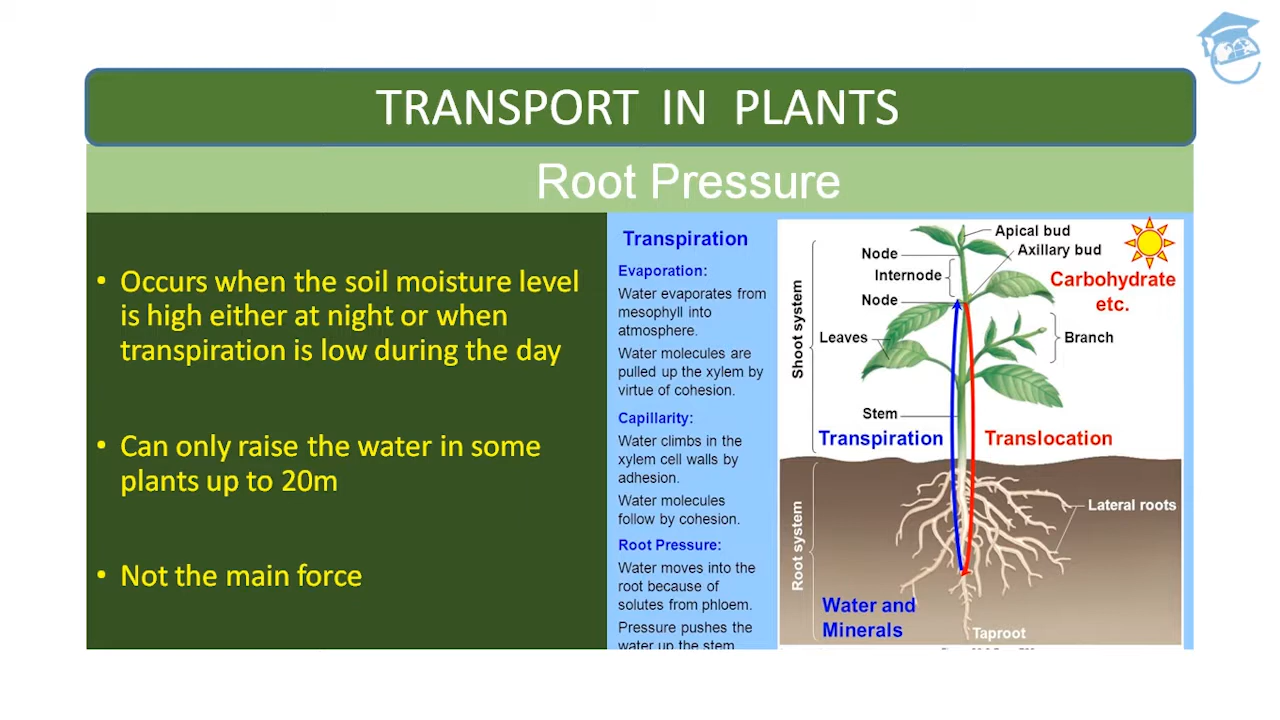 TRANSPORT IN PLANTS
Root Pressure
• Occurs when the soil moisture level
is high either at night or when
transpiration is low during the day
• Can only raise the water in some
plants up to 20m
• Not the main force
Transpiration
Evaporation:
Water evaporates from
mesophyll into
atmosphere.
Water molecules are
pulled up the xylem by
virtue of cohesion.
Capillarity:
Water climbs in the
xylem cell walls by
adhesion.
Water molecules
follow by cohesion.
Root Pressure:
Water moves into the
root because of
solutes from phloem.
Pressure pushes the
water up the stem
Apical bud
Axillary bud
Node
Internode
Node
Carbohydrate
etc.
Shoot system
Leaves
Branch
Stem
Transpiration
Translocation
Root system
Lateral roots
Water and
Minerals
Taproot